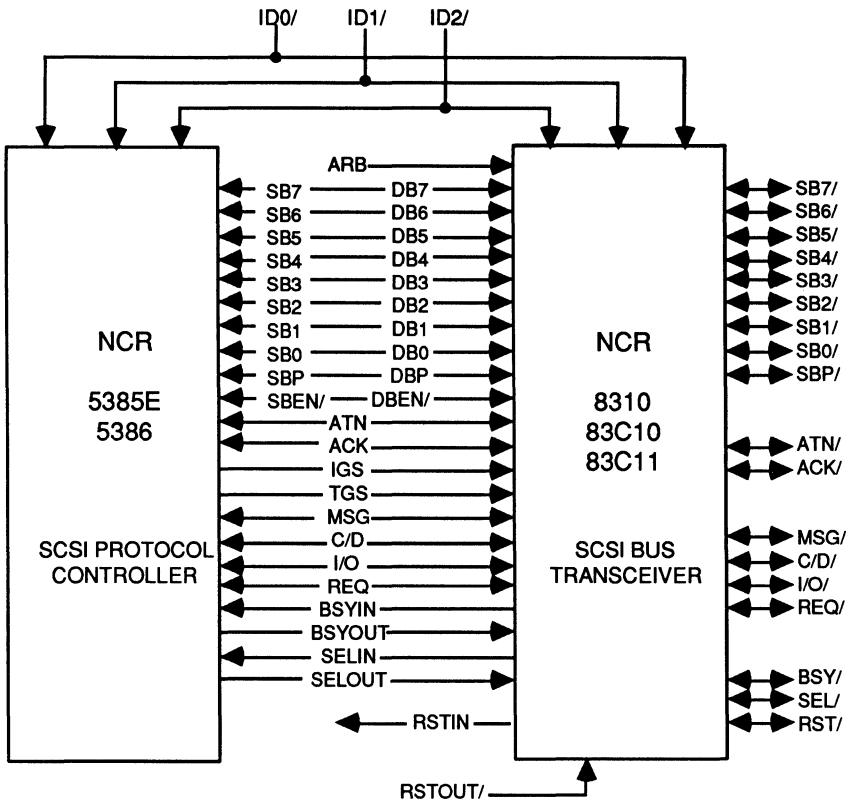 ID0/ ID1/ ID2/
ARB
SB7 DB7 SB7/
SB6 DB6 SB6/
SB5 DB5 SB5/
SB4 DB4 SB4/
SB3 DB3 SB3/
SB2 DB2 SB2/
SB1 DB1 SB1/
SB0 DB0 SB0/
SBP DBP SBP/
SBEN/ DBEN/
NCR
5385E
5386
SCSI PROTOCOL
CONTROLLER
ATN
ACK
IGS
TGS
MSG
C/D
I/O
REQ
BSYIN
BSYOUT
SELIN
SELOUT
RSTIN
RSTOUT/
NCR
8310
83C10
83C11
SCSI BUS
TRANSCEIVER
ATN/
ACK/
MSG/
C/D/
I/O/
REQ/
BSY/
SEL/
RST/